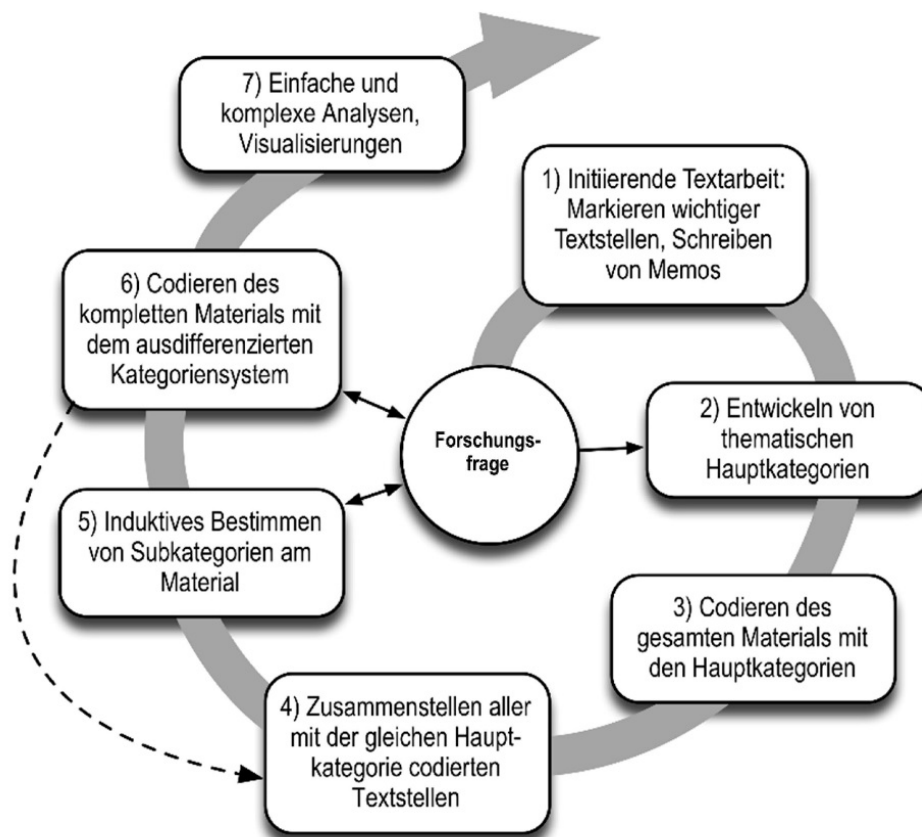 7) Einfache und
komplexe Analysen,
Visualisierungen
1) Initiierende Textarbeit:
Markieren wichtiger
Textstellen, Schreiben
von Memos
6) Codieren des
kompletten Materials mit
dem ausdifferenzierten
Kategoriensystem
Forschungs-
frage
2) Entwickeln von
thematischen
Hauptkategorien
5) Induktives Bestimmen
von Subkategorien am
Material
3) Codieren des
gesamten Materials mit
den Hauptkategorien
4) Zusammenstellen aller
mit der gleichen Haupt-
kategorie codierten
Textstellen